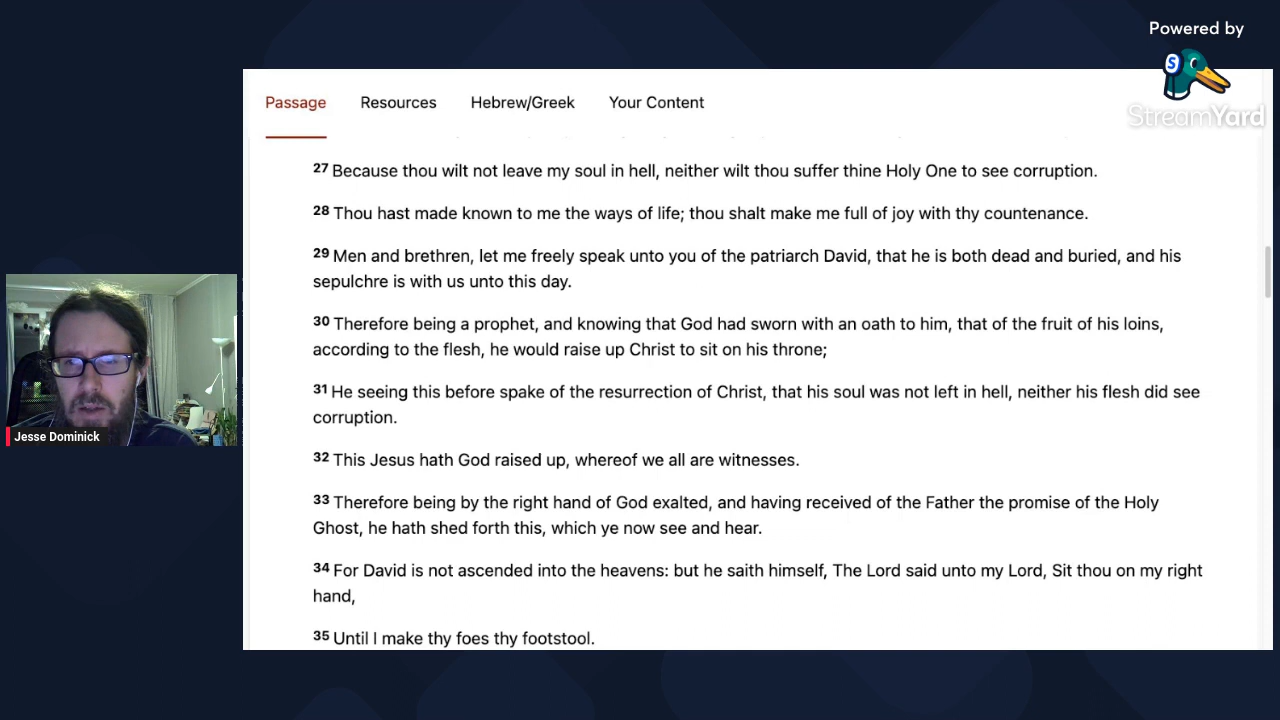 Powered by
S
StreamYard
Passage Resources Hebrew/Greek Your Content
27 Because thou wilt not leave my soul in hell, neither wilt thou suffer thine Holy One to see corruption.
28 Thou hast made known to me the ways of life; thou shalt make me full of joy with thy countenance.
29 Men and brethren, let me freely speak unto you of the patriarch David, that he is both dead and buried, and his
sepulchre is with us unto this day.
30 Therefore being a prophet, and knowing that God had sworn with an oath to him, that of the fruit of his loins,
according to the flesh, he would raise up Christ to sit on his throne;
31 He seeing this before spake of the resurrection of Christ, that his soul was not left in hell, neither his flesh did see
corruption.
32 This Jesus hath God raised up, whereof we all are witnesses.
33 Therefore being by the right hand of God exalted, and having received of the Father the promise of the Holy
Ghost, he hath shed forth this, which ye now see and hear.
34 For David is not ascended into the heavens: but he saith himself, The Lord said unto my Lord, Sit thou on my right
hand,
35 Until I make thy foes thy footstool.
Jesse Dominick